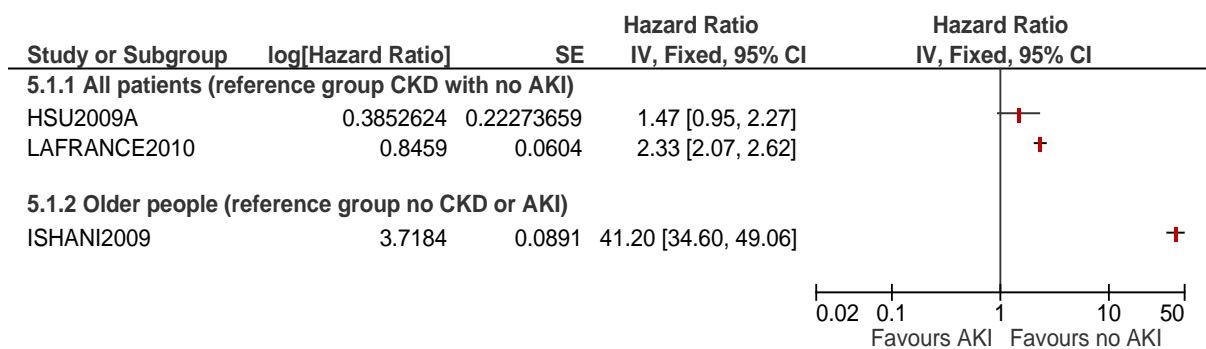 Hazard Ratio Hazard Ratio
Study or Subgroup log[Hazard Ratio] SE IV, Fixed, 95% CI IV, Fixed, 95% CI
5.1.1 All patients (reference group CKD with no AKI)
HSU2009A 0.3852624 0.22273659 1.47 [0.95, 2.27]
LAFRANCE2010 0.8459 0.0604 2.33 [2.07, 2.62]
5.1.2 Older people (reference group no CKD or AKI)
ISHANI2009 3.7184 0.0891 41.20 [34.60, 49.06]
0.02 0.1 1 10 50
Favours AKI Favours no AKI